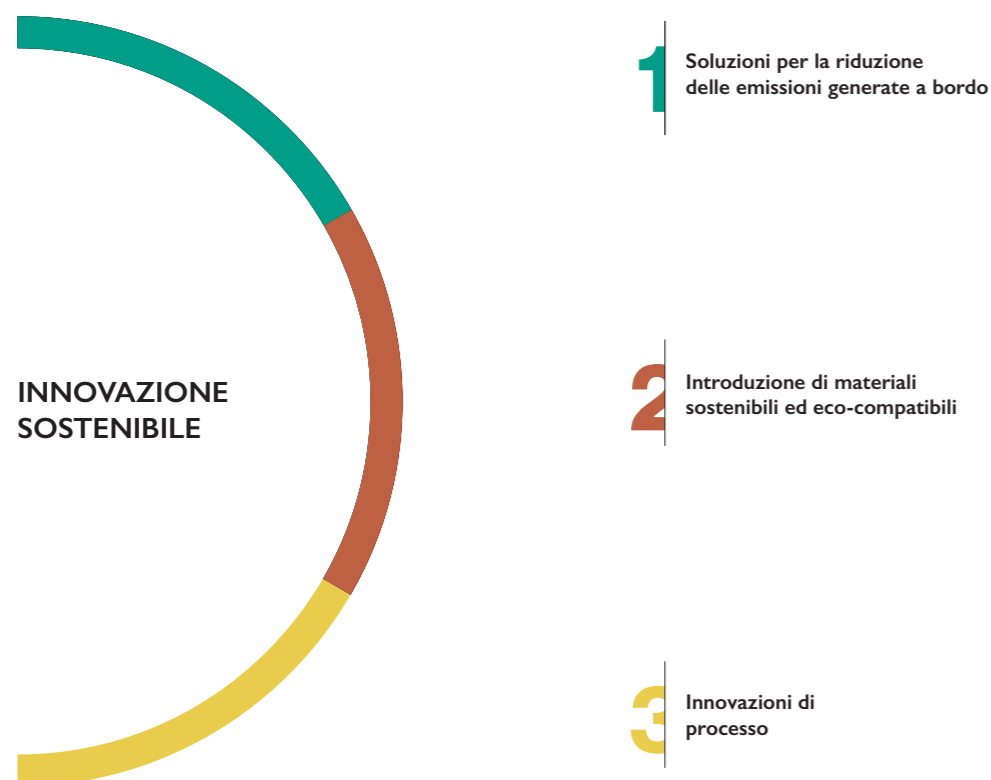 INNOVAZIONE
SOSTENIBILE
1
Soluzioni per la riduzione
delle emissioni generate a bordo
2
Introduzione di materiali
sostenibili ed eco-compatibili
3
Innovazioni di
processo